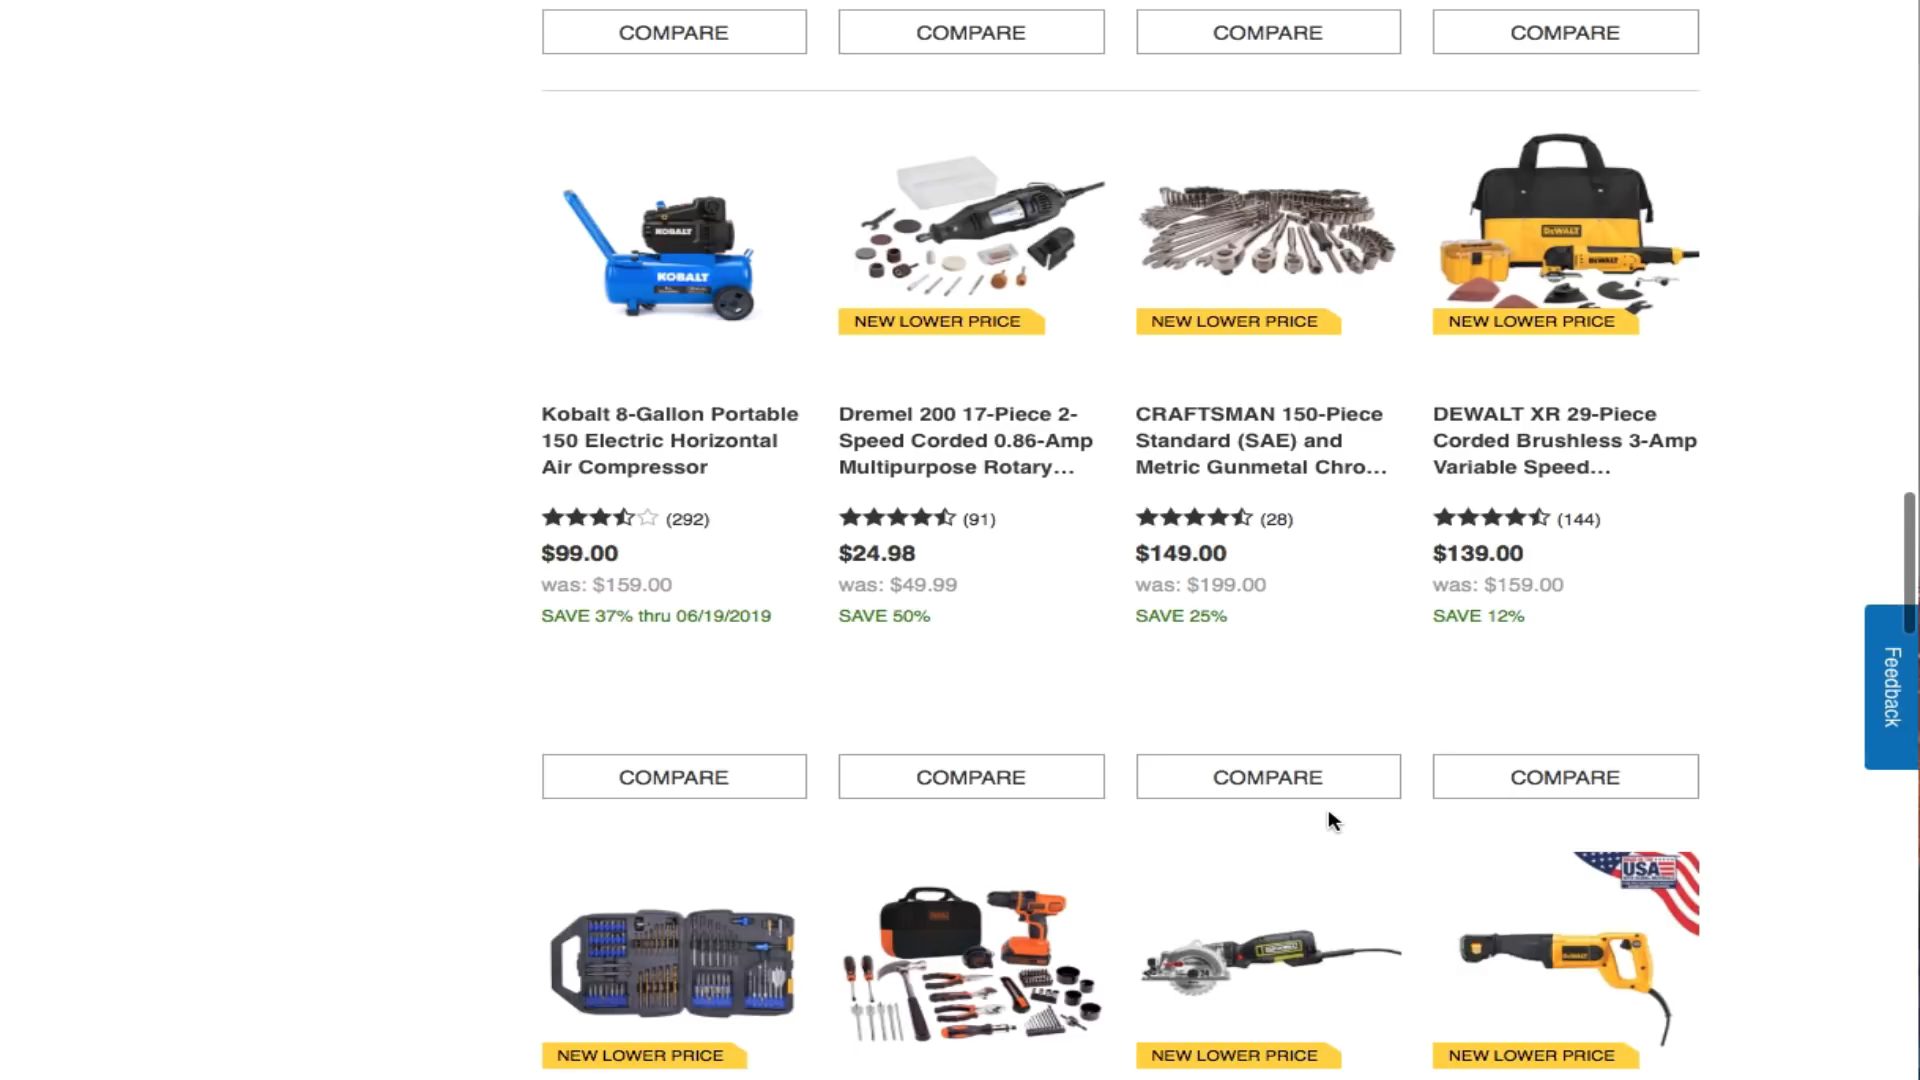 COMPARE COMPARE COMPARE COMPARE
KOBALT
KOBALT
DEWALT
DEWALT
NEW LOWER PRICE NEW LOWER PRICE NEW LOWER PRICE
Kobalt 8-Gallon Portable
150 Electric Horizontal
Air Compressor
(292)
$99.00
was: $159.00
SAVE 37% thru 06/19/2019
Dremel 200 17-Piece 2-
Speed Corded 0.86-Amp
Multipurpose Rotary...
(91)
$24.98
was: $49.99
SAVE 50%
CRAFTSMAN 150-Piece
Standard (SAE) and
Metric Gunmetal Chro...
(28)
$149.00
was: $199.00
SAVE 25%
DEWALT XR 29-Piece
Corded Brushless 3-Amp
Variable Speed...
(144)
$139.00
was: $159.00
SAVE 12%
Feedback
COMPARE COMPARE COMPARE COMPARE
USA
DEWALT
NEW LOWER PRICE NEW LOWER PRICE NEW LOWER PRICE